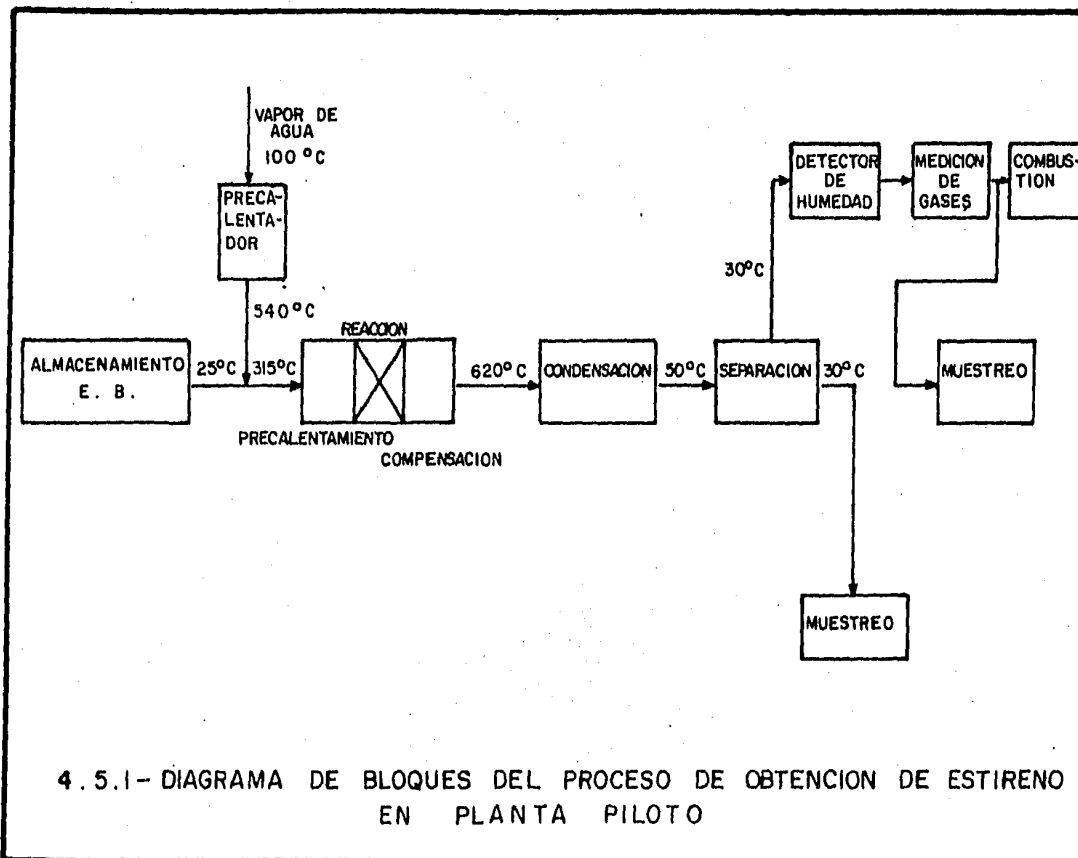 VAPOR DE
AGUA
100 °C
PRECA-
LENTA-
DOR
540°C
DETECTOR
DE
HUMEDAD
MEDICION
DE
GASES
COMBUS-
TION
30°C
ALMACENAMIENTO
E. B.
25°C
315°C
REACCION
PRECALENTAMIENTO
COMPENSACION
620°C
CONDENSACION
50°C
SEPARACION
30°C
MUESTREO
MUESTREO
4.5.1- DIAGRAMA DE BLOQUES DEL PROCESO DE OBTENCION DE ESTIRENO
EN PLANTA PILOTO